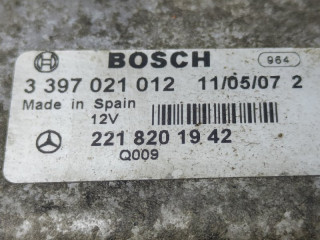 BOSCH 964
3 397 021 012 11/05/07 2
Made in Spain
12V
221 820 19 42
Q009